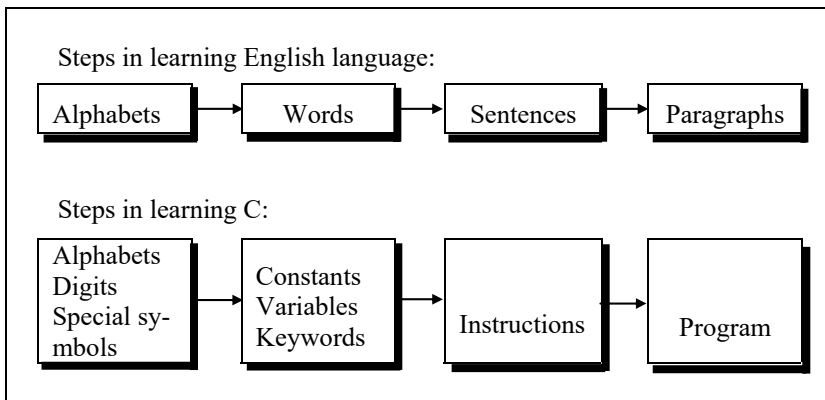 Steps in learning English language:
Alphabets
Words
Sentences
Paragraphs
Steps in learning C:
Alphabets
Digits
Special sy-
mbols
Constants
Variables
Keywords
Instructions
Program